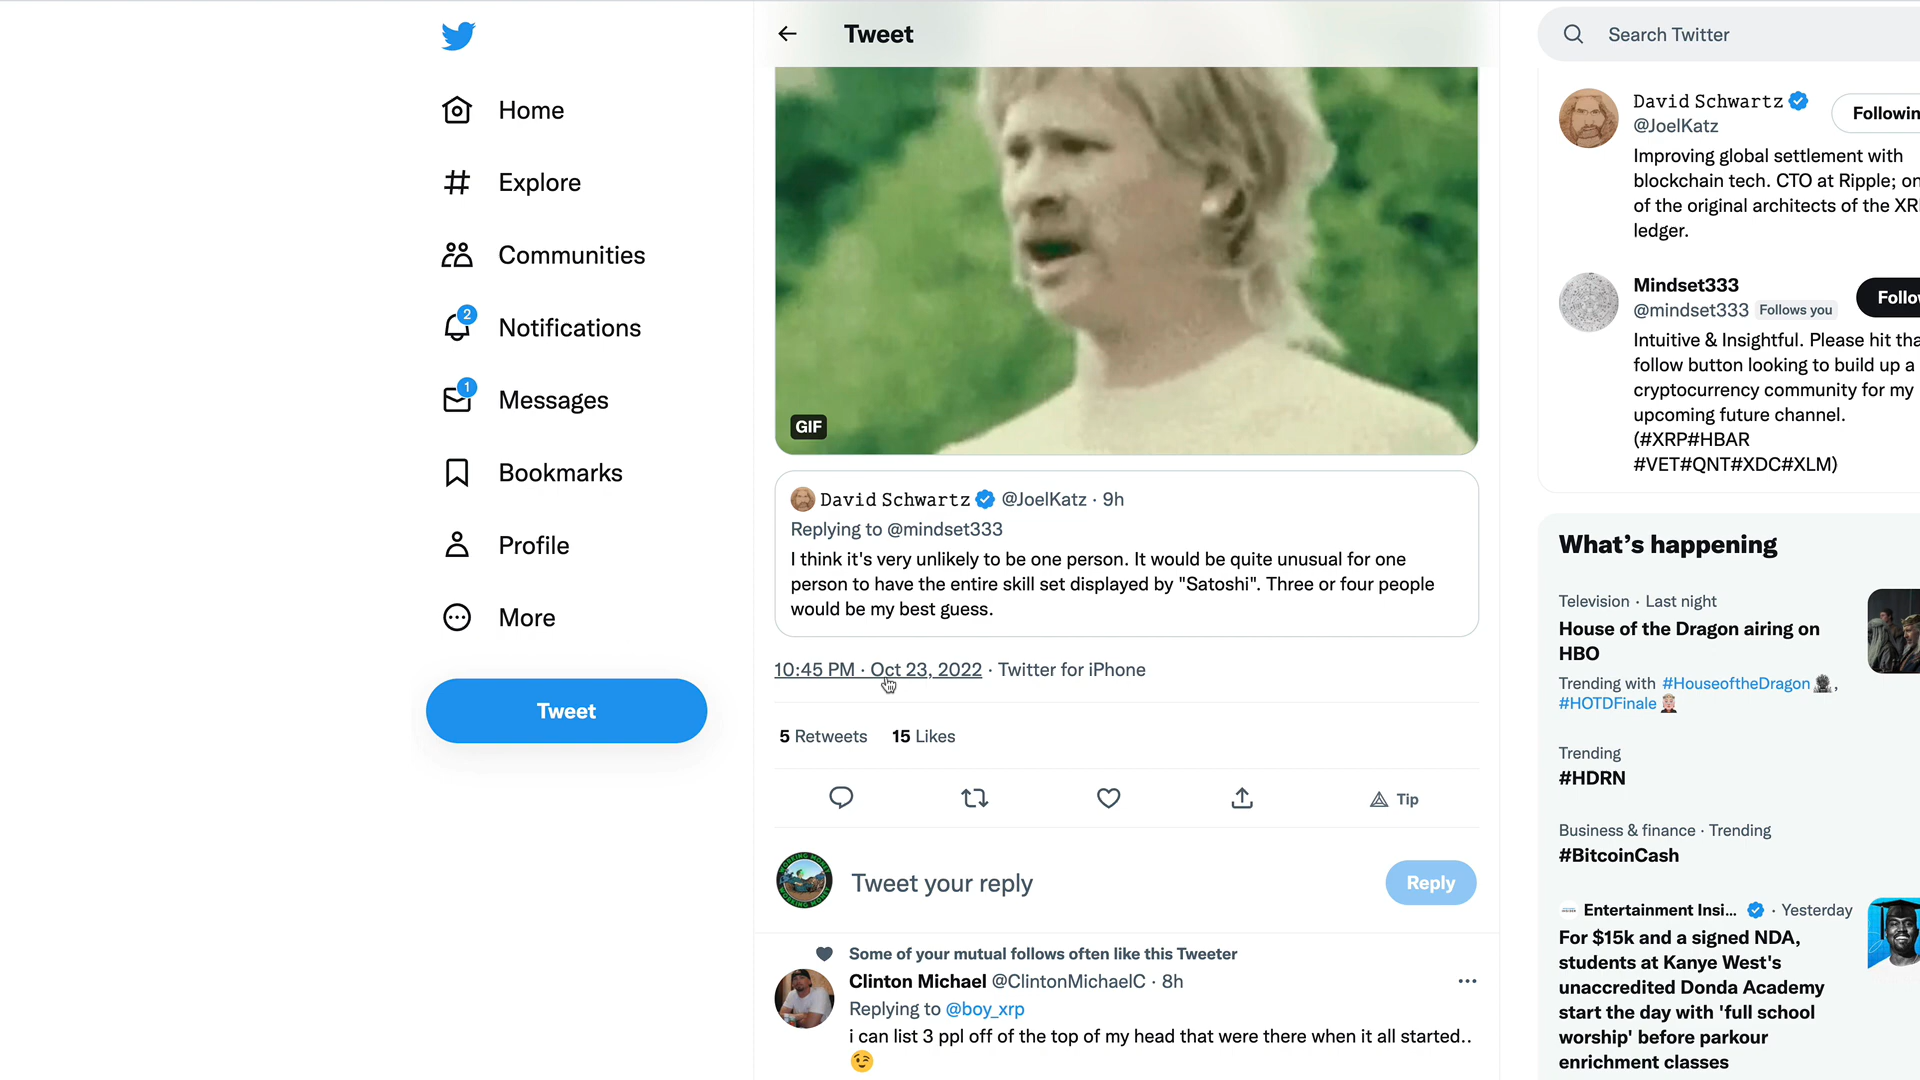 Tweet
Search Twitter
Home
Explore
Communities
2
Notifications
1
Messages
Bookmarks
Profile
More
Tweet
GIF
David Schwartz @JoelKatz · 9h
Replying to @mindset333
I think it's very unlikely to be one person. It would be quite unusual for one
person to have the entire skill set displayed by "Satoshi". Three or four people
would be my best guess.
10:45 PM · Oct 23, 2022 · Twitter for iPhone
5 Retweets 15 Likes
Tip
Tweet your reply
Reply
Some of your mutual follows often like this Tweeter
Clinton Michael @ClintonMichaelC · 8h
Replying to @boy_xrp
i can list 3 ppl off of the top of my head that were there when it all started..
😉
David Schwartz
Followin
@JoelKatz
Improving global settlement with
blockchain tech. CTO at Ripple; on
of the original architects of the XR
ledger.
Mindset333
@mindset333 Follows you
Follo
Intuitive & Insightful. Please hit tha
follow button looking to build up a
cryptocurrency community for my
upcoming future channel.
(#XRP#HBAR
#VET#QNT#XDC#XLM)
What's happening
Television · Last night
House of the Dragon airing on
HBO
Trending with #HouseoftheDragon,
#HOTDFinale
Trending
#HDRN
Business & finance · Trending
#BitcoinCash
Entertainment Insi... · Yesterday
For $15k and a signed NDA,
students at Kanye West's
unaccredited Donda Academy
start the day with 'full school
worship' before parkour
enrichment classes